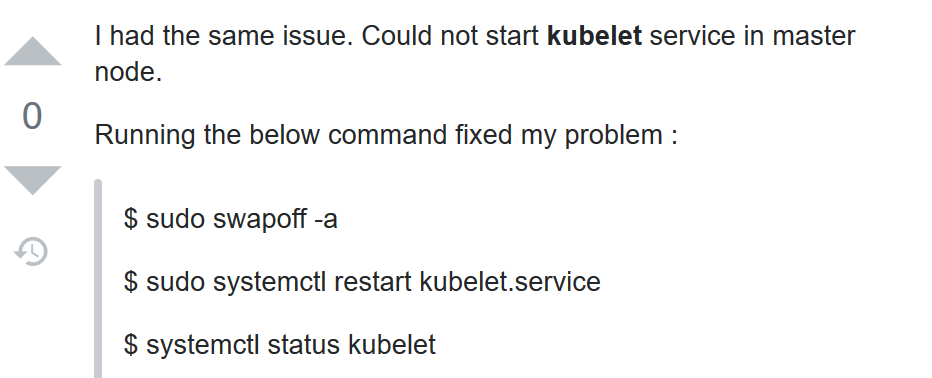 I had the same issue. Could not start kubelet service in master
node.
0
Running the below command fixed my problem :
$ sudo swapoff -a
$ sudo systemctl restart kubelet.service
$ systemctl status kubelet